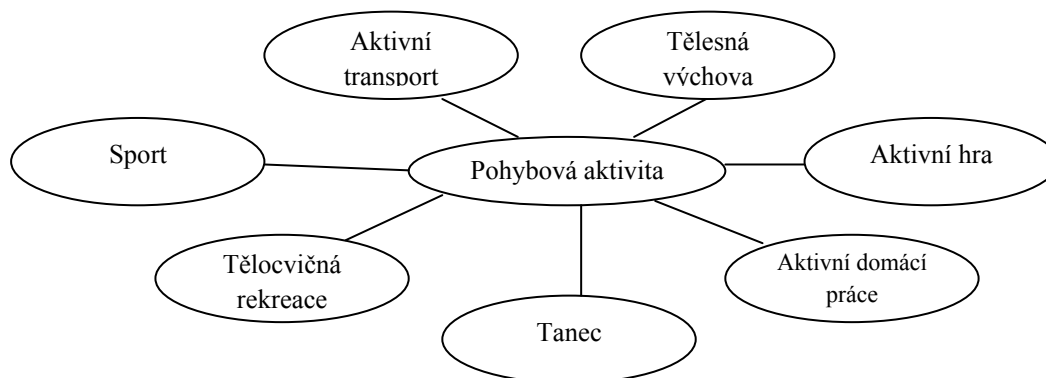 Aktivní
transport
Tělesná
výchova
Sport
Pohybová aktivita
Aktivní hra
Tělocvičná
rekreace
Aktivní domácí
práce
Tanec